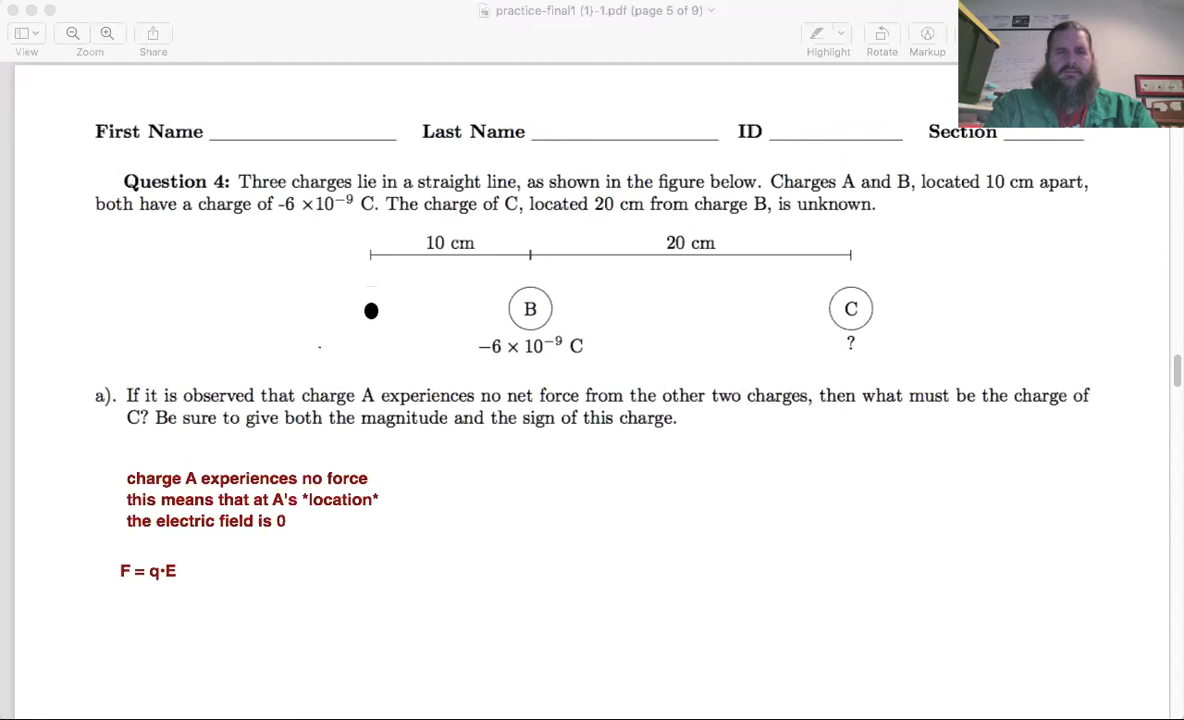 practice-final1 (1)-1.pdf (page 5 of 9)
View Zoom Share Highlight Rotate Markup
First Name ____ Last Name ____ ID ____ Section ____
Question 4: Three charges lie in a straight line, as shown in the figure below. Charges A and B, located 10 cm apart,
both have a charge of -6 ×10⁻⁹ C. The charge of C, located 20 cm from charge B, is unknown.
10 cm 20 cm
B C
−6 × 10⁻⁹ C ?
a). If it is observed that charge A experiences no net force from the other two charges, then what must be the charge of
C? Be sure to give both the magnitude and the sign of this charge.
charge A experiences no force
this means that at A's *location*
the electric field is 0
F = q·E